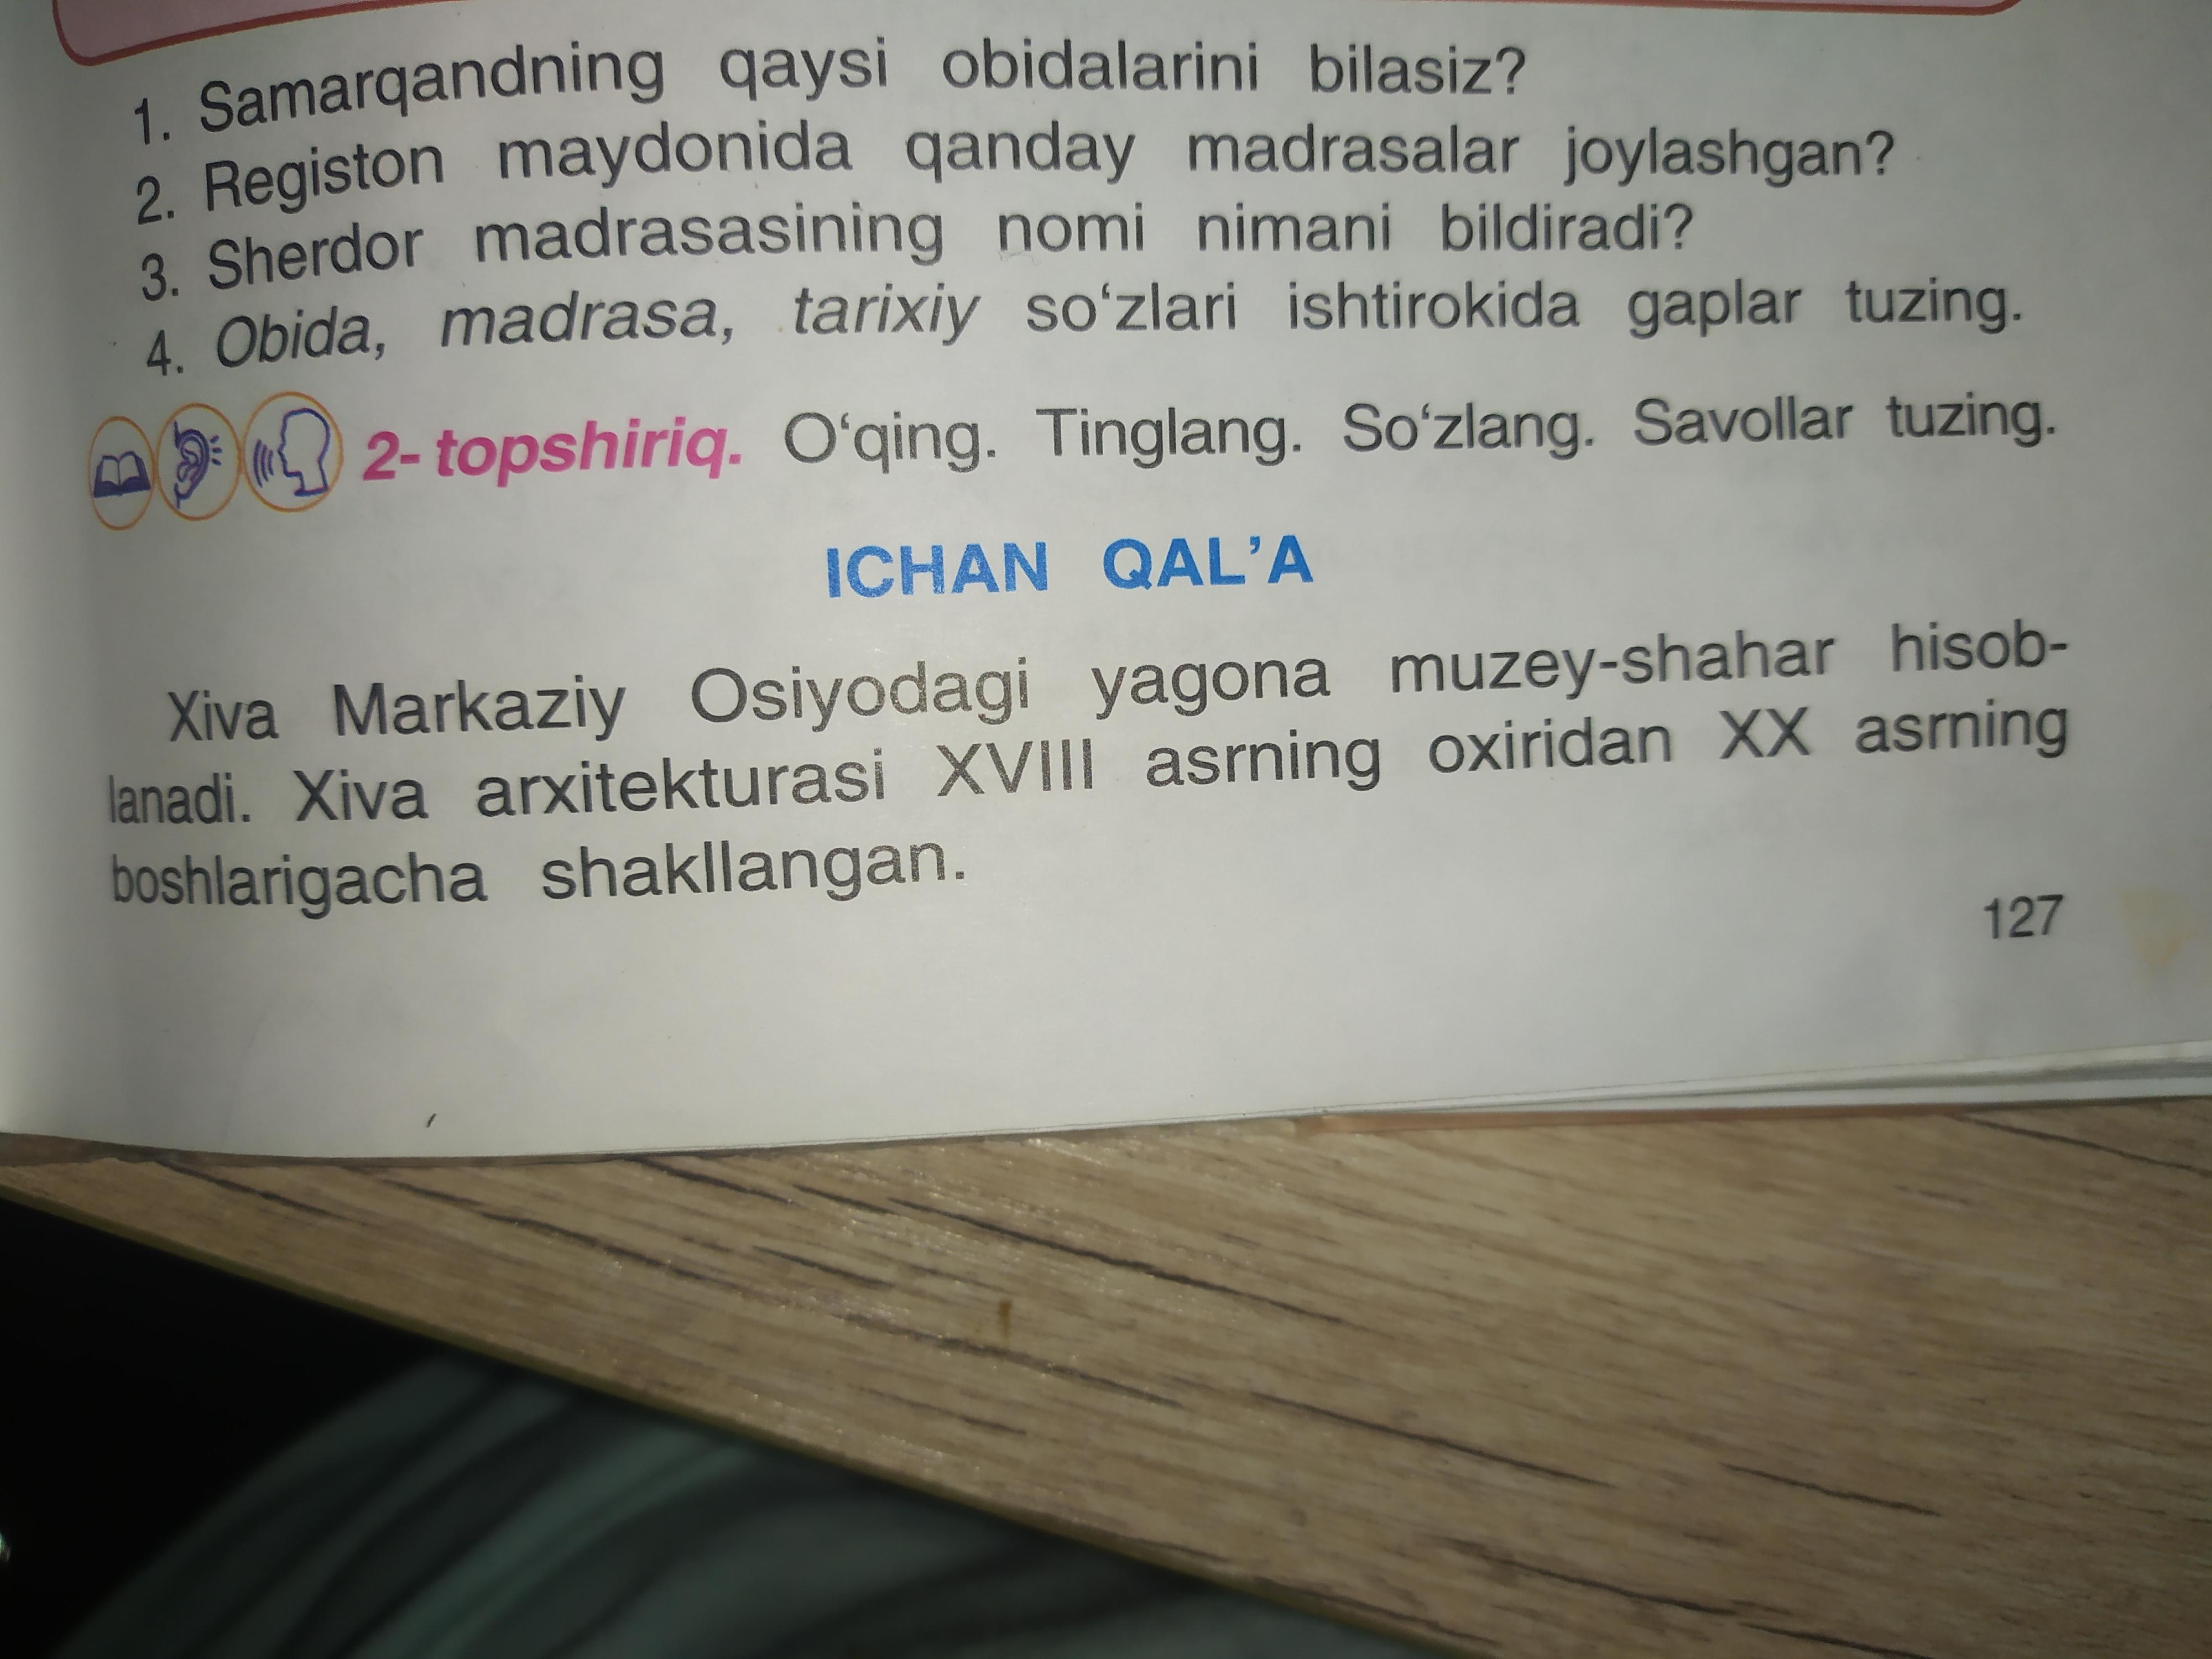 1. Samarqandning qaysi obidalarini bilasiz?
2. Registon maydonida qanday madrasalar joylashgan?
3. Sherdor madrasasining nomi nimani bildiradi?
4. Obida, madrasa, tarixiy so‘zlari ishtirokida gaplar tuzing.
2- topshiriq. O‘qing. Tinglang. So‘zlang. Savollar tuzing.
ICHAN QAL’A
Xiva Markaziy Osiyodagi yagona muzey-shahar hisob-
lanadi. Xiva arxitekturasi XVIII asrning oxiridan XX asrning
boshlarigacha shakllangan.
127